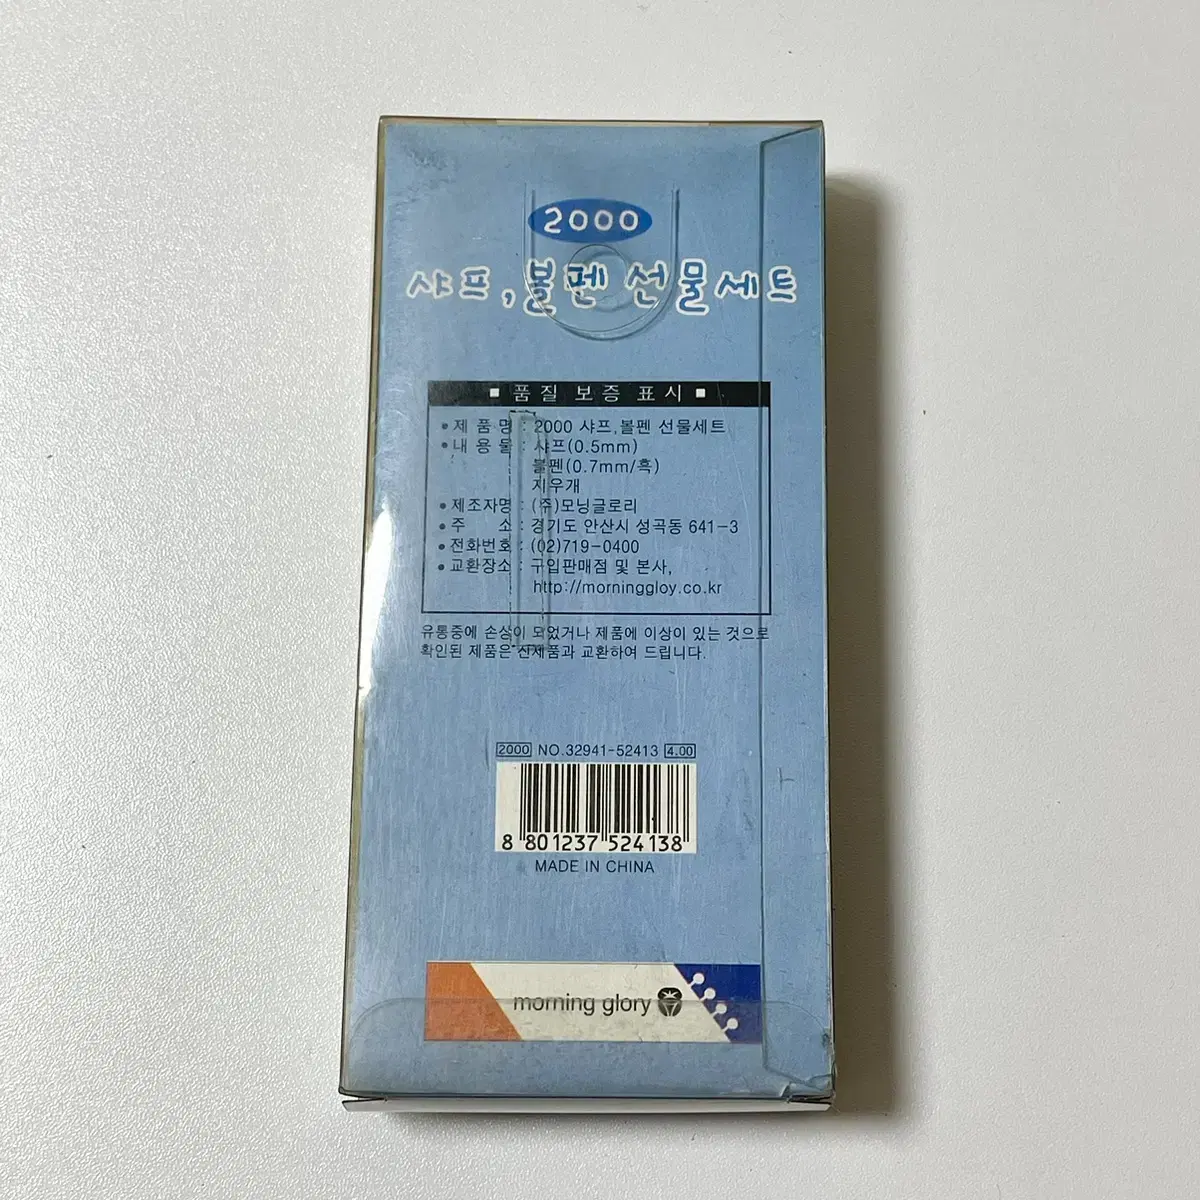 2000
샤프, 볼펜 선물세트
■ 품질 보증 표시 ■
• 제 품 명 : 2000 샤프, 볼펜 선물세트
• 내 용 물 : 샤프(0.5mm)
볼펜(0.7mm/흑)
지우개
• 제조자명 : (주)모닝글로리
• 주 소 : 경기도 안산시 성곡동 641-3
• 전화번호 : (02)719-0400
• 교환장소 : 구입판매점 및 본사,
http://morninggloy.co.kr
유통중에 손상이 되었거나 제품에 이상이 있는 것으로
확인된 제품은 신제품과 교환하여 드립니다.
2000 NO.32941-52413 4.00
8 801237 524138
MADE IN CHINA
morning glory